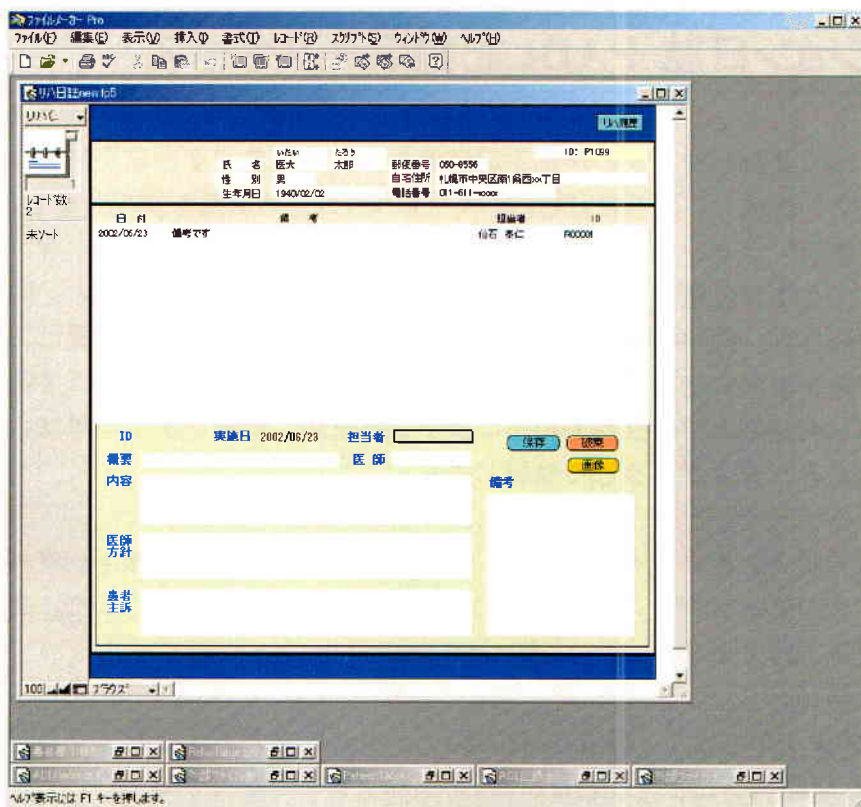 ファイルメーカー Pro
ファイル(F) 編集(E) 表示(V) 挿入(I) 書式(T) レコード(R) スクリプト(S) ウィンドウ(W) ヘルプ(H)
リハ日誌new.fp5
リハ履歴
いたい たろう ID: P1099
氏 名 医大 太郎 郵便番号 060-8556
性 別 男 自宅住所 札幌市中央区南1条西xx丁目
生年月日 1940/02/02 電話番号 011-611-xxxx
レコード数:
2
未ソート
日 付 備 考 担当者 ID
2002/06/23 備考です 仙石 泰仁 R00001
ID 実施日 2002/06/23 担当者 保存 破棄
概要 医 師 画像
内容 備考
医師
方針
患者
主訴
100 ブラウズ
ヘルプ表示には F1 キーを押します。